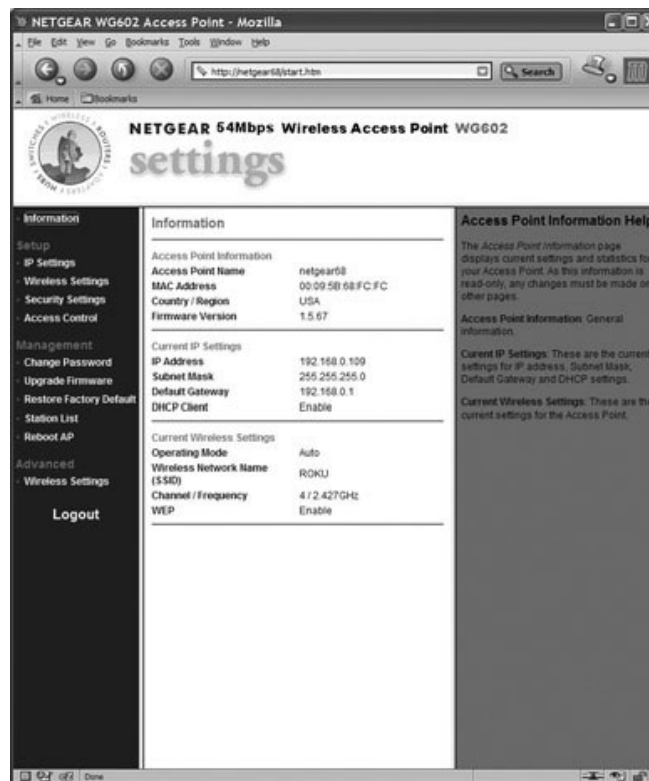 NETGEAR WG602 Access Point - Mozilla
File Edit View Go Bookmarks Tools Window Help
http://netgear68/start.htm
Search
Home Bookmarks
WIRELESS ROUTERS ADAPTERS HUBS SWITCHES
NETGEAR 54Mbps Wireless Access Point WG602
settings
Information
Setup
IP Settings
Wireless Settings
Security Settings
Access Control
Management
Change Password
Upgrade Firmware
Restore Factory Default
Station List
Reboot AP
Advanced
Wireless Settings
Logout
Information
Access Point Information
Access Point Name netgear68
MAC Address 00:09:5B:68:FC:FC
Country / Region USA
Firmware Version 1.5.67
Current IP Settings
IP Address 192.168.0.109
Subnet Mask 255.255.255.0
Default Gateway 192.168.0.1
DHCP Client Enable
Current Wireless Settings
Operating Mode Auto
Wireless Network Name
(SSID) ROKU
Channel / Frequency 4 / 2.427GHz
WEP Enable
Access Point Information Help
The Access Point Information page
displays current settings and statistics for
your Access Point. As this information is
read-only, any changes must be made on
other pages.
Access Point Information: General
information.
Current IP Settings: These are the current
settings for IP address, Subnet Mask,
Default Gateway and DHCP settings.
Current Wireless Settings: These are the
current settings for the Access Point.
Done